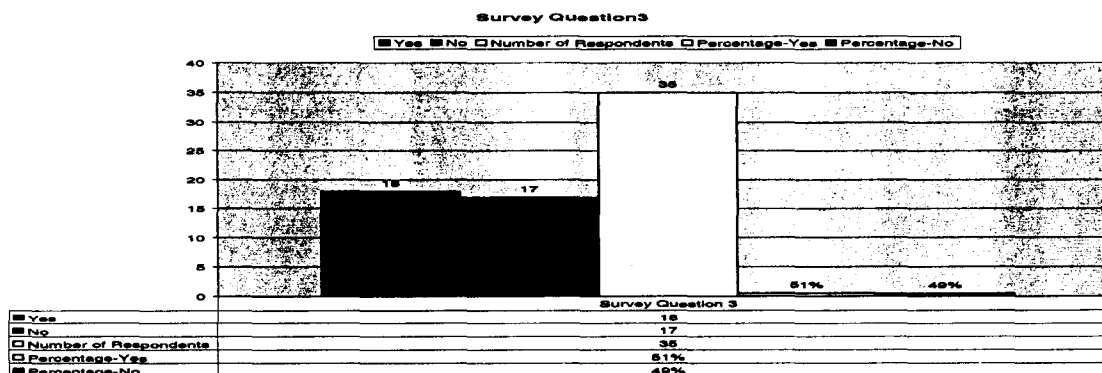 Survey Question3
Yes No Number of Respondents Percentage-Yes Percentage-No
40
35
30
25
20
15
10
5
0
18
17
35
51%
49%
Survey Question 3
Yes 18
No 17
Number of Respondents 35
Percentage-Yes 51%
Percentage-No 49%